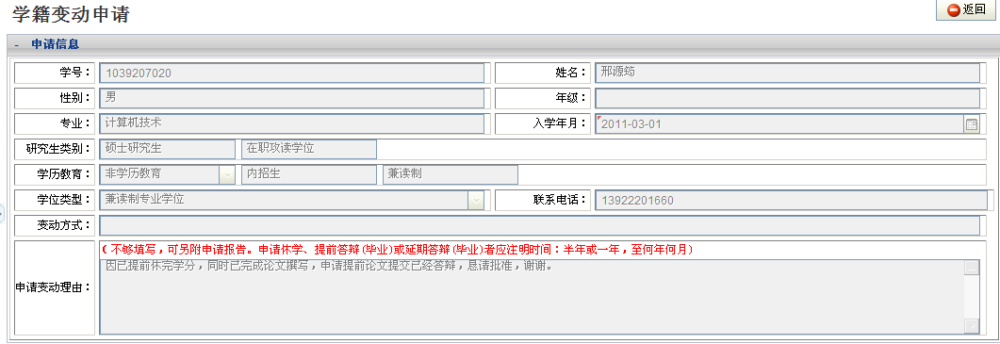 学籍变动申请
返回
- 申请信息
学号： 1039207020 姓名： 邢源筠
性别： 男 年级：
专业： 计算机技术 入学年月： 2011-03-01
研究生类别： 硕士研究生 在职攻读学位
学历教育： 非学历教育 内招生 兼读制
学位类型： 兼读制专业学位 联系电话： 13922201660
变动方式：
(不够填写，可另附申请报告。申请休学、提前答辩(毕业)或延期答辩(毕业)者应注明时间：半年或一年，至何年何月)
申请变动理由： 因已提前休完学分，同时已完成论文撰写，申请提前论文提交已经答辩，恳请批准，谢谢。